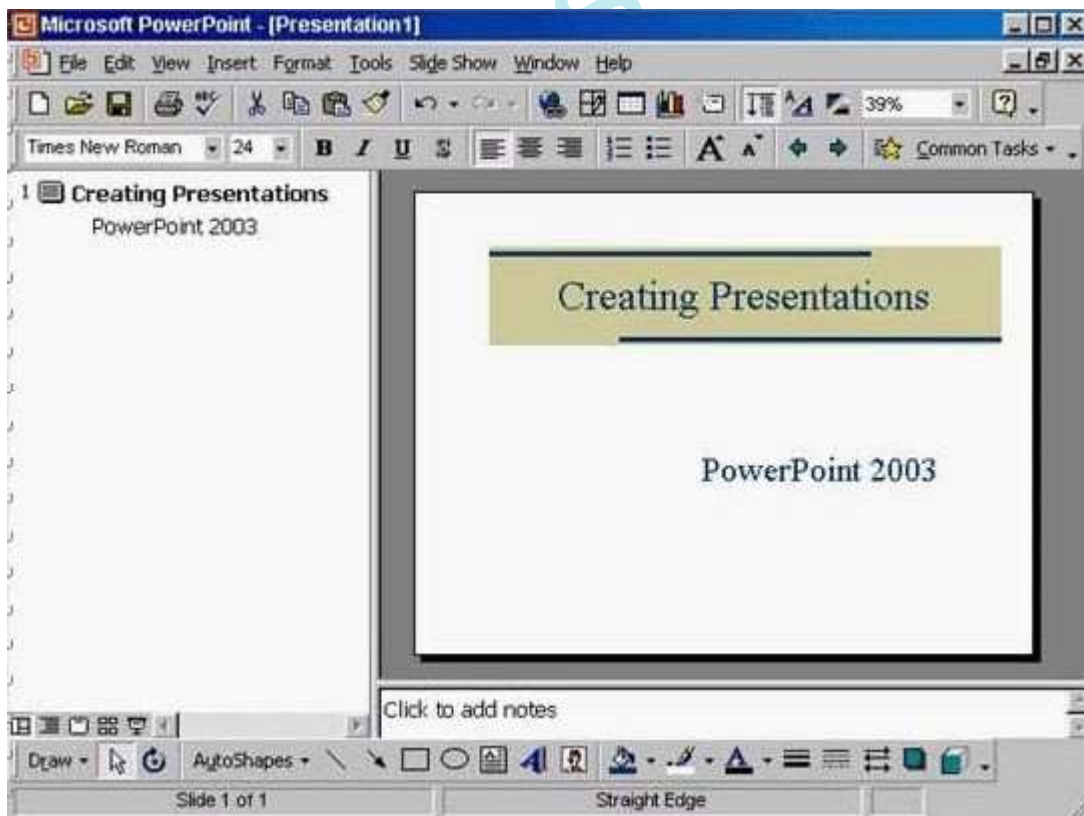 Microsoft PowerPoint - [Presentation1]
File Edit View Insert Format Tools Slide Show Window Help
39%
Times New Roman 24 B I U S Common Tasks
1 Creating Presentations
PowerPoint 2003
Creating Presentations
PowerPoint 2003
Click to add notes
Draw AutoShapes
Slide 1 of 1 Straight Edge